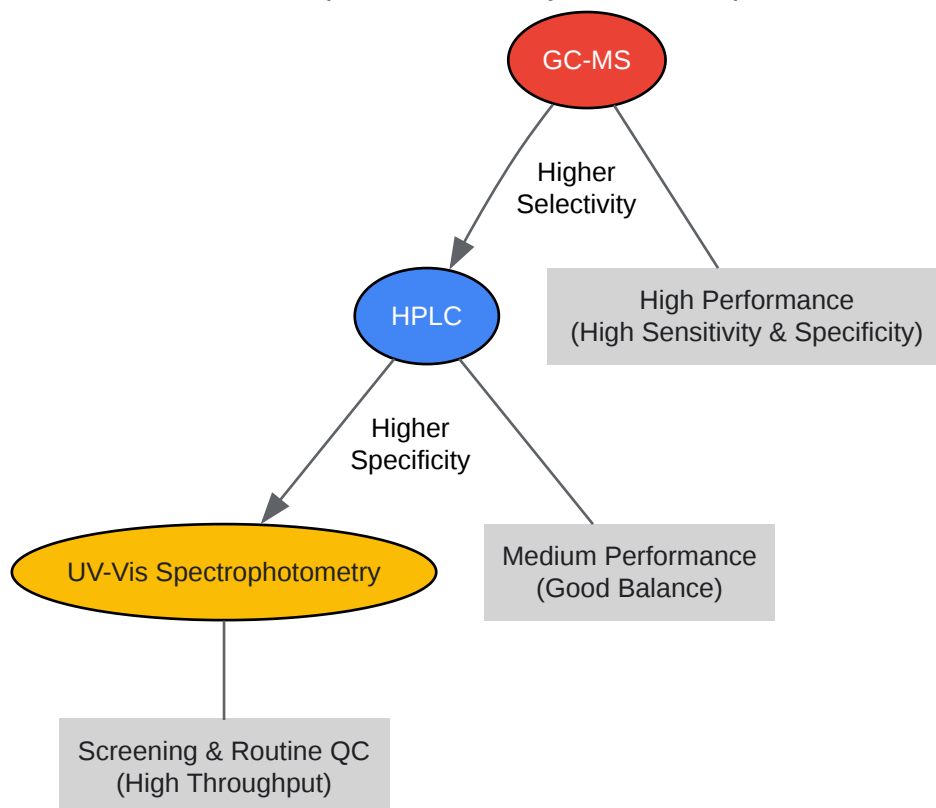 GC-MS
Higher
Selectivity
High Performance
(High Sensitivity & Specificity)
HPLC
Higher
Specificity
Medium Performance
(Good Balance)
UV-Vis Spectrophotometry
Screening & Routine QC
(High Throughput)